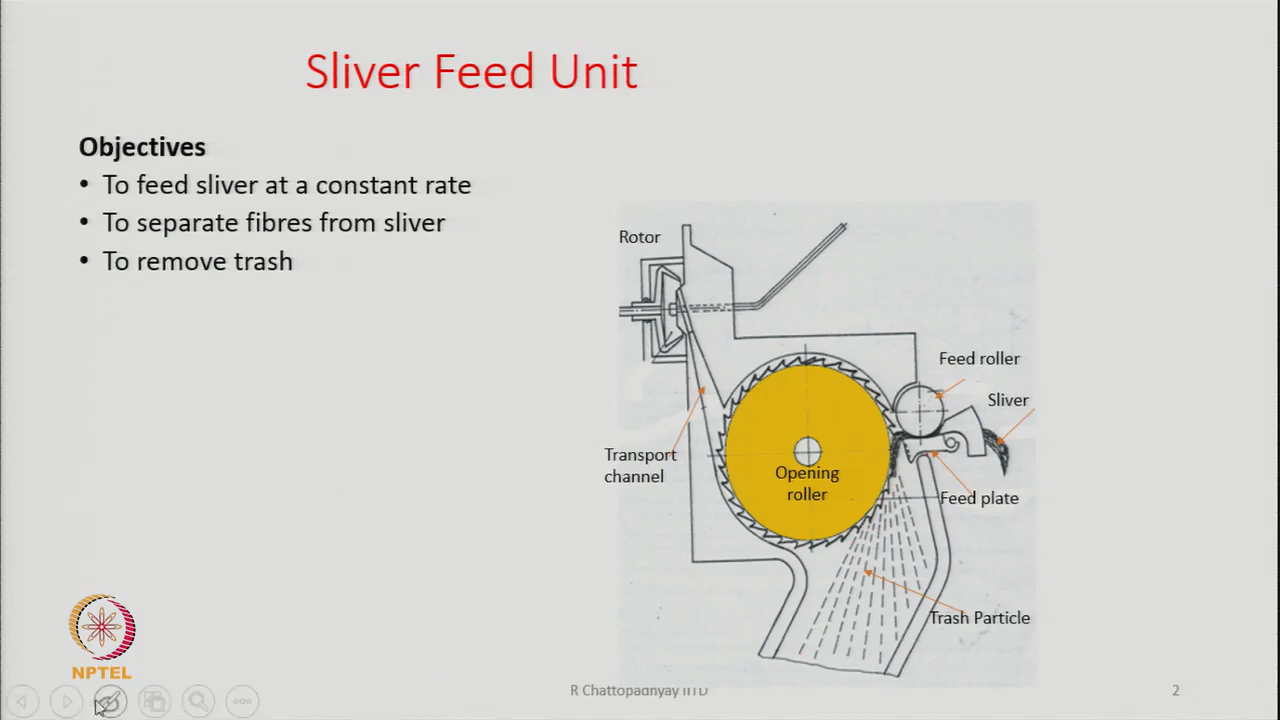 Sliver Feed Unit
Objectives
• To feed sliver at a constant rate
• To separate fibres from sliver
• To remove trash
Rotor
Feed roller
Sliver
Transport
channel
Opening
roller
Feed plate
Trash Particle
NPTEL
R Chattopadhyay IITD
2